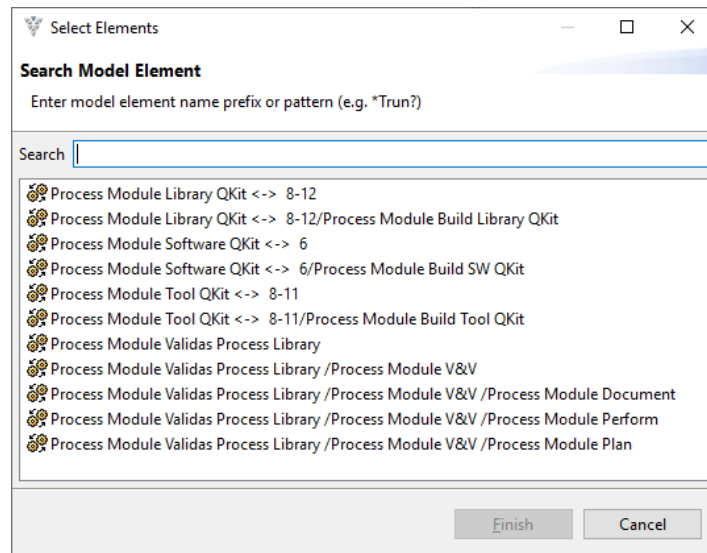 Select Elements
Search Model Element
Enter model element name prefix or pattern (e.g. *Trun?)
Search
Process Module Library QKit <-> 8-12
Process Module Library QKit <-> 8-12/Process Module Build Library QKit
Process Module Software QKit <-> 6
Process Module Software QKit <-> 6/Process Module Build SW QKit
Process Module Tool QKit <-> 8-11
Process Module Tool QKit <-> 8-11/Process Module Build Tool QKit
Process Module Validas Process Library
Process Module Validas Process Library /Process Module V&V
Process Module Validas Process Library /Process Module V&V /Process Module Document
Process Module Validas Process Library /Process Module V&V /Process Module Perform
Process Module Validas Process Library /Process Module V&V /Process Module Plan
Finish Cancel